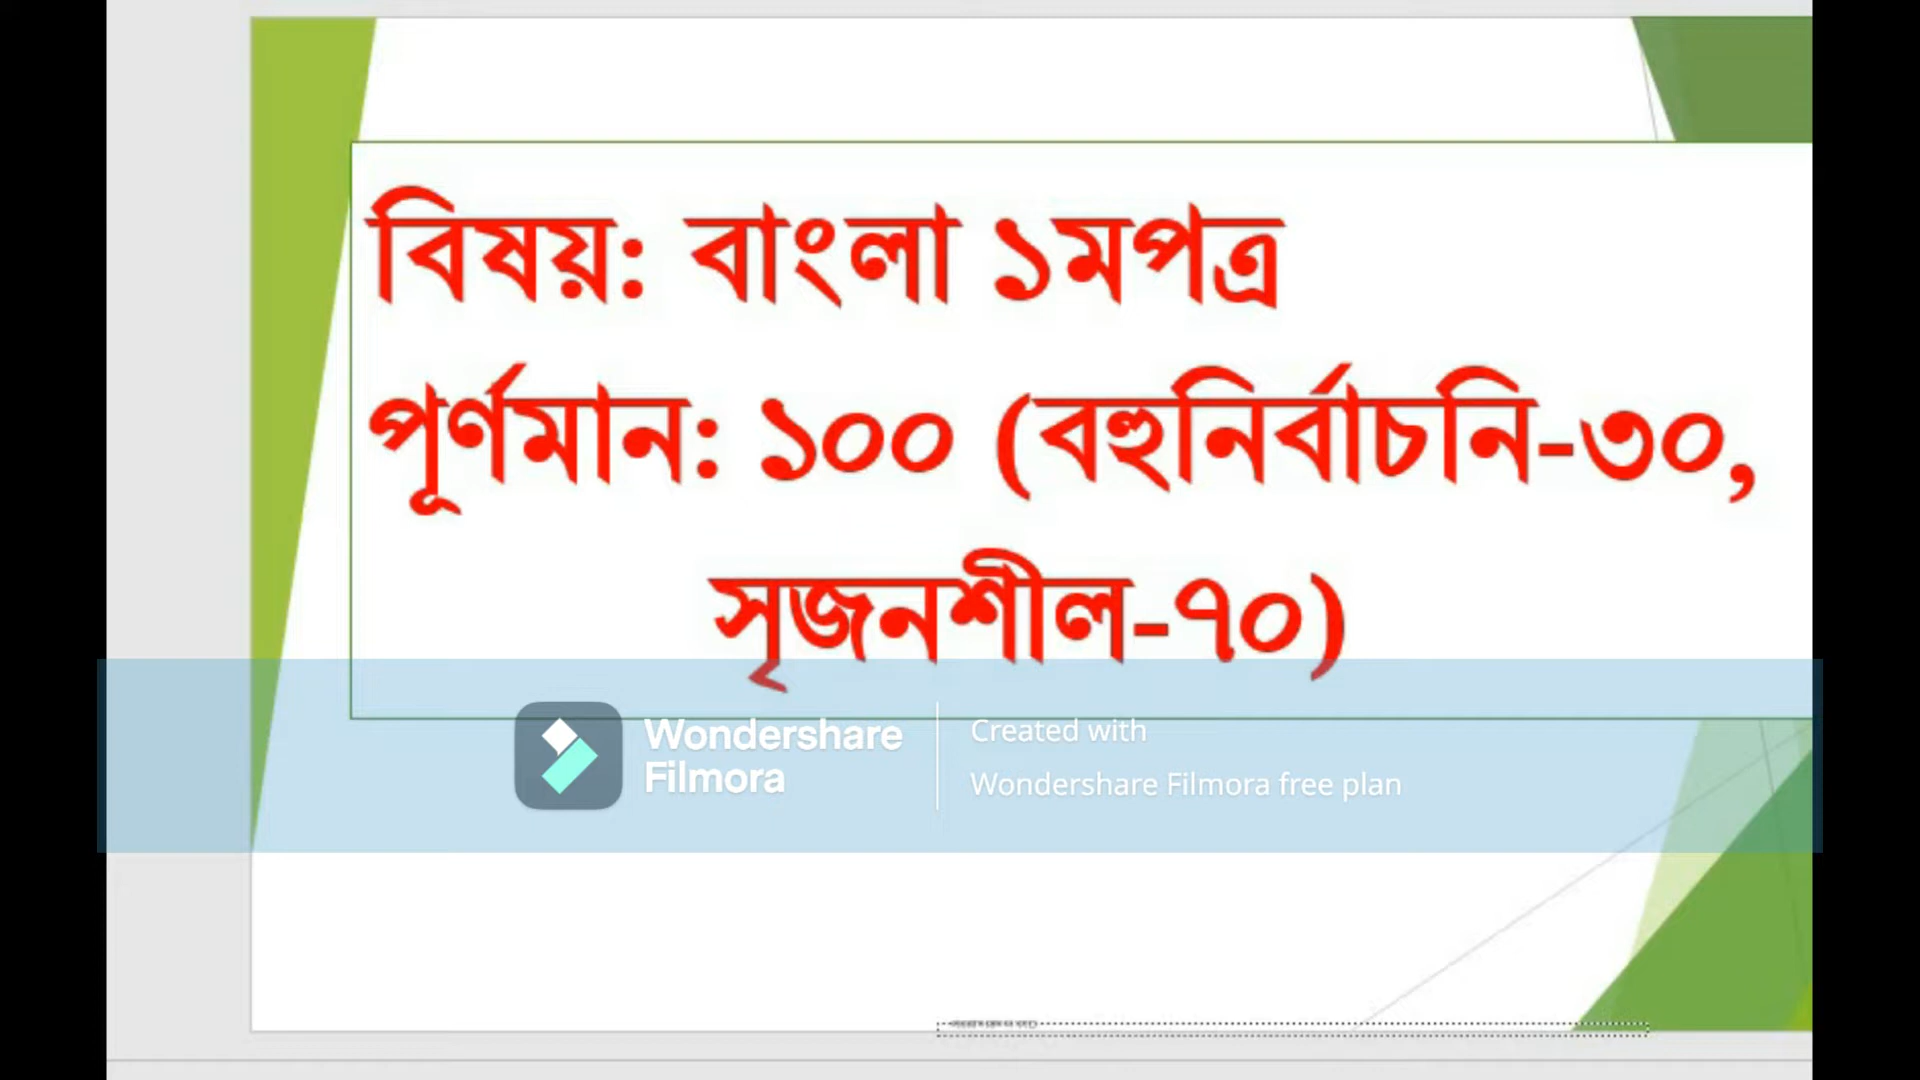 বিষয়: বাংলা ১মপত্র
পূর্ণমান: ১০০ (বহুনির্বাচনি-৩০,
সৃজনশীল-৭০)
Wondershare
Filmora
Created with
Wondershare Filmora free plan